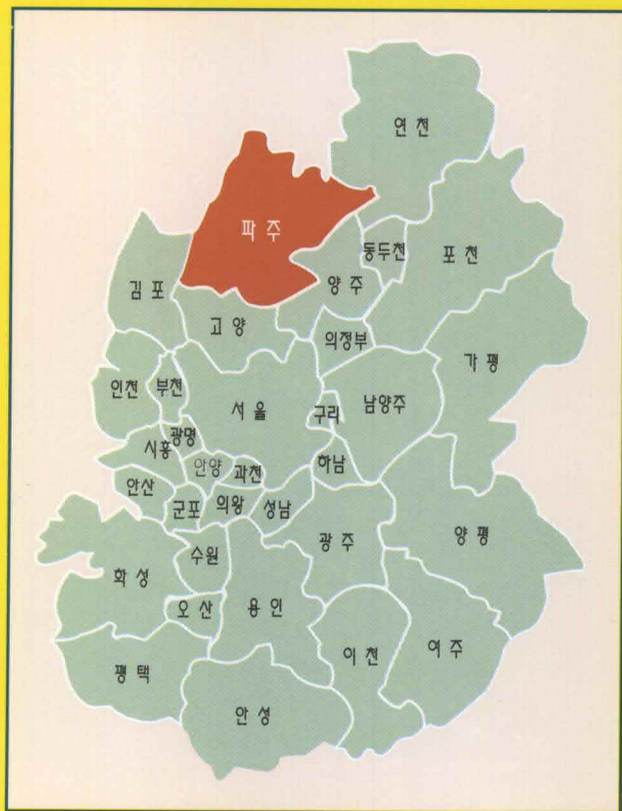 연천
파주
동두천
포천
양주
김포
고양
의정부
가평
인천
부천
서울
구리
남양주
광명
시흥
안양
과천
하남
안산
군포
의왕
성남
광주
양평
수원
화성
오산
용인
이천
여주
평택
안성